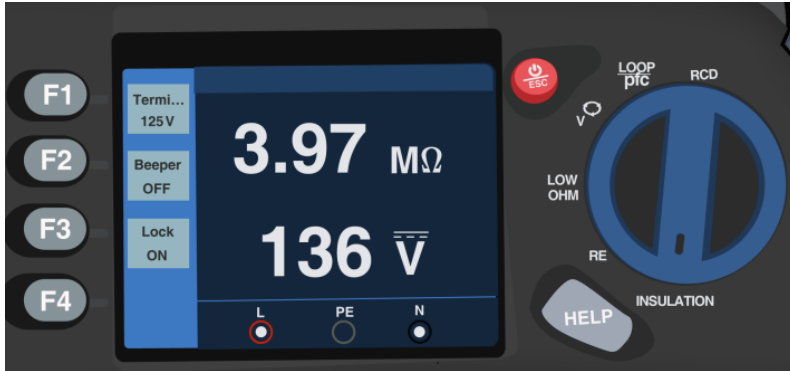 F1
F2
F3
F4
Termi...
125 V
Beeper
OFF
Lock
ON
3.97 MΩ
136 V
L
PE
N
ESC
LOOP
pfc
RCD
V
LOW
OHM
RE
INSULATION
HELP